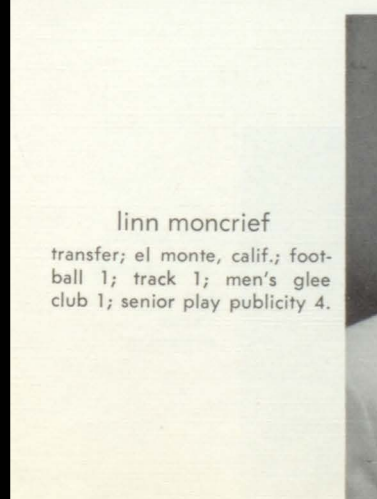 linn moncrief
transfer; el monte, calif.; foot-
ball 1; track 1; men's glee
club 1; senior play publicity 4.